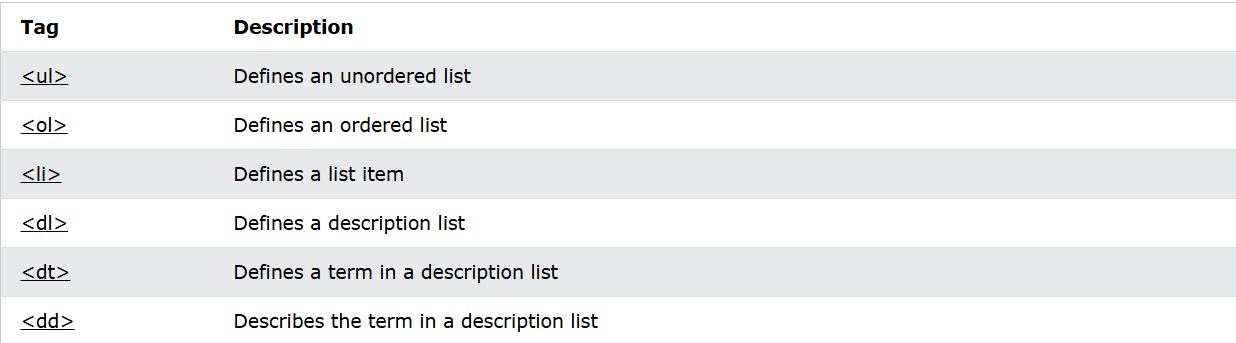 Tag Description
<ul> Defines an unordered list
<ol> Defines an ordered list
<li> Defines a list item
<dl> Defines a description list
<dt> Defines a term in a description list
<dd> Describes the term in a description list